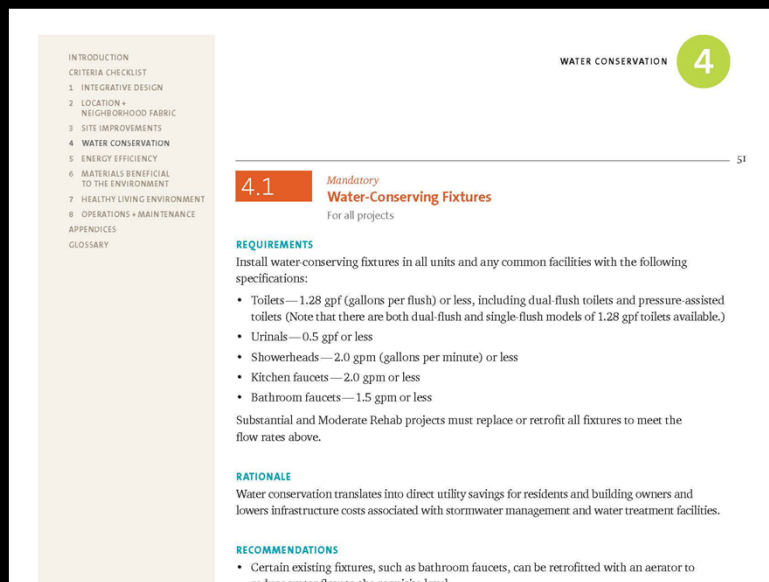 INTRODUCTION
CRITERIA CHECKLIST
1 INTEGRATIVE DESIGN
2 LOCATION +
NEIGHBORHOOD FABRIC
3 SITE IMPROVEMENTS
4 WATER CONSERVATION
5 ENERGY EFFICIENCY
6 MATERIALS BENEFICIAL
TO THE ENVIRONMENT
7 HEALTHY LIVING ENVIRONMENT
8 OPERATIONS + MAINTENANCE
APPENDICES
GLOSSARY
WATER CONSERVATION 4
51
4.1
Mandatory
Water-Conserving Fixtures
For all projects
REQUIREMENTS
Install water-conserving fixtures in all units and any common facilities with the following
specifications:
• Toilets—1.28 gpf (gallons per flush) or less, including dual-flush toilets and pressure-assisted
toilets (Note that there are both dual-flush and single-flush models of 1.28 gpf toilets available.)
• Urinals—0.5 gpf or less
• Showerheads—2.0 gpm (gallons per minute) or less
• Kitchen faucets—2.0 gpm or less
• Bathroom faucets—1.5 gpm or less
Substantial and Moderate Rehab projects must replace or retrofit all fixtures to meet the
flow rates above.
RATIONALE
Water conservation translates into direct utility savings for residents and building owners and
lowers infrastructure costs associated with stormwater management and water treatment facilities.
RECOMMENDATIONS
• Certain existing fixtures, such as bathroom faucets, can be retrofitted with an aerator to